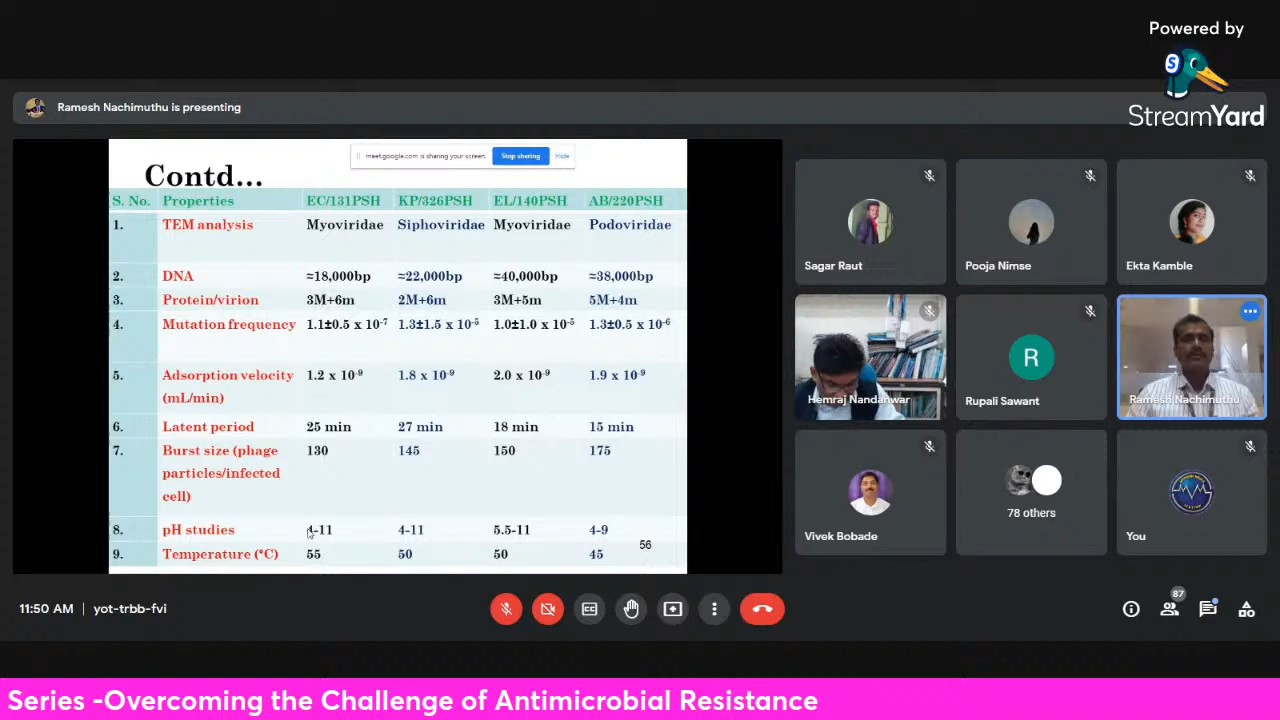 Powered by
StreamYard
Ramesh Nachimuthu is presenting
meet.google.com is sharing your screen. Stop sharing Hide
Contd...
S. No. Properties EC/131PSH KP/326PSH EL/140PSH AB/220PSH
1. TEM analysis Myoviridae Siphoviridae Myoviridae Podoviridae
2. DNA ≈18,000bp ≈22,000bp ≈40,000bp ≈38,000bp
3. Protein/virion 3M+6m 2M+6m 3M+5m 5M+4m
4. Mutation frequency 1.1±0.5 x 10-7 1.3±1.5 x 10-5 1.0±1.0 x 10-5 1.3±0.5 x 10-6
5. Adsorption velocity 1.2 x 10-9 1.8 x 10-9 2.0 x 10-9 1.9 x 10-9
(mL/min)
6. Latent period 25 min 27 min 18 min 15 min
7. Burst size (phage 130 145 150 175
particles/infected
cell)
8. pH studies 4-11 4-11 5.5-11 4-9
9. Temperature (°C) 55 50 50 45
56
Sagar Raut
Pooja Nimse
Ekta Kamble
Hemraj Nandanwar
R
Rupali Sawant
Ramesh Nachimuthu
Vivek Bobade
78 others
You
11:50 AM | yot-trbb-fvi
87
Series -Overcoming the Challenge of Antimicrobial Resistance